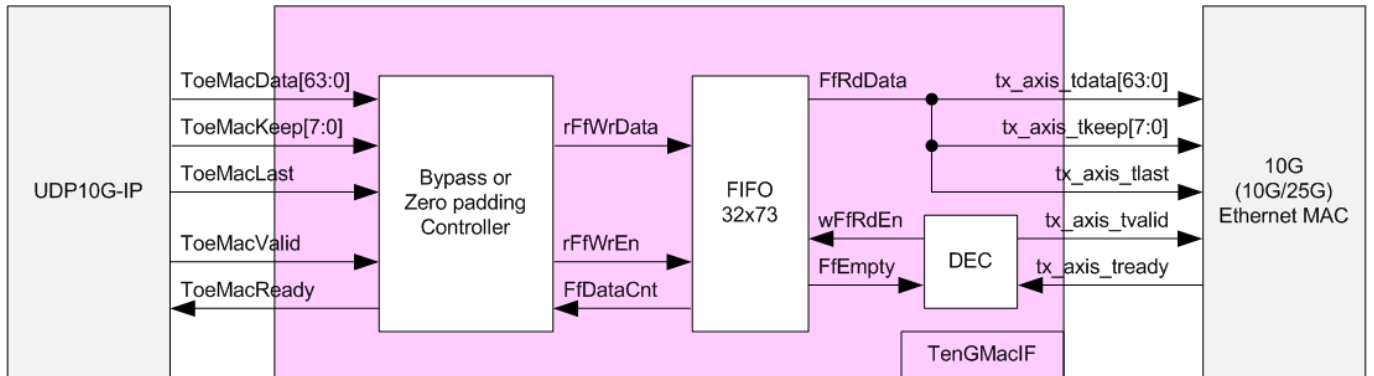 UDP10G-IP
ToeMacData[63:0]
ToeMacKeep[7:0]
ToeMacLast
ToeMacValid
ToeMacReady
Bypass or
Zero padding
Controller
rFfWrData
rFfWrEn
FfDataCnt
FIFO
32x73
FfRdData
wFfRdEn
FfEmpty
DEC
tx_axis_tdata[63:0]
tx_axis_tkeep[7:0]
tx_axis_tlast
tx_axis_tvalid
tx_axis_tready
TenGMacIF
10G
(10G/25G)
Ethernet MAC